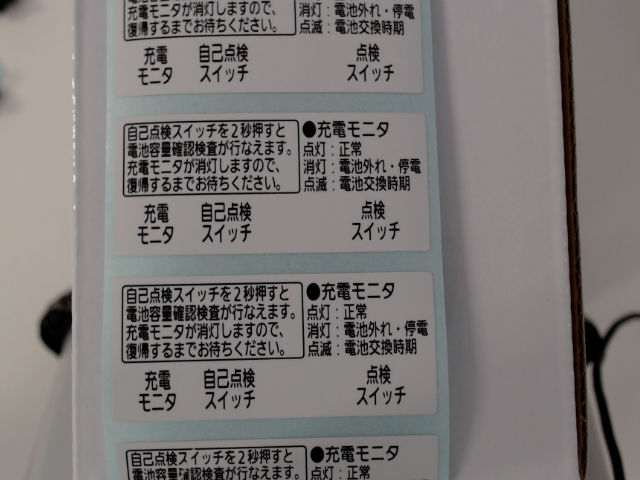 電池容量確認検査が行なえます。
充電モニタが消灯しますので、
復帰するまでお待ちください。
消灯：電池外れ・停電
点滅：電池交換時期
充電
モニタ
自己点検
スイッチ
点検
スイッチ
自己点検スイッチを2秒押すと
電池容量確認検査が行なえます。
充電モニタが消灯しますので、
復帰するまでお待ちください。
●充電モニタ
点灯：正常
消灯：電池外れ・停電
点滅：電池交換時期
充電
モニタ
自己点検
スイッチ
点検
スイッチ
自己点検スイッチを2秒押すと
電池容量確認検査が行なえます。
充電モニタが消灯しますので、
復帰するまでお待ちください。
●充電モニタ
点灯：正常
消灯：電池外れ・停電
点滅：電池交換時期
充電
モニタ
自己点検
スイッチ
点検
スイッチ
自己点検スイッチを2秒押すと
電池容量確認検査が行なえます。
●充電モニタ
点灯：正常